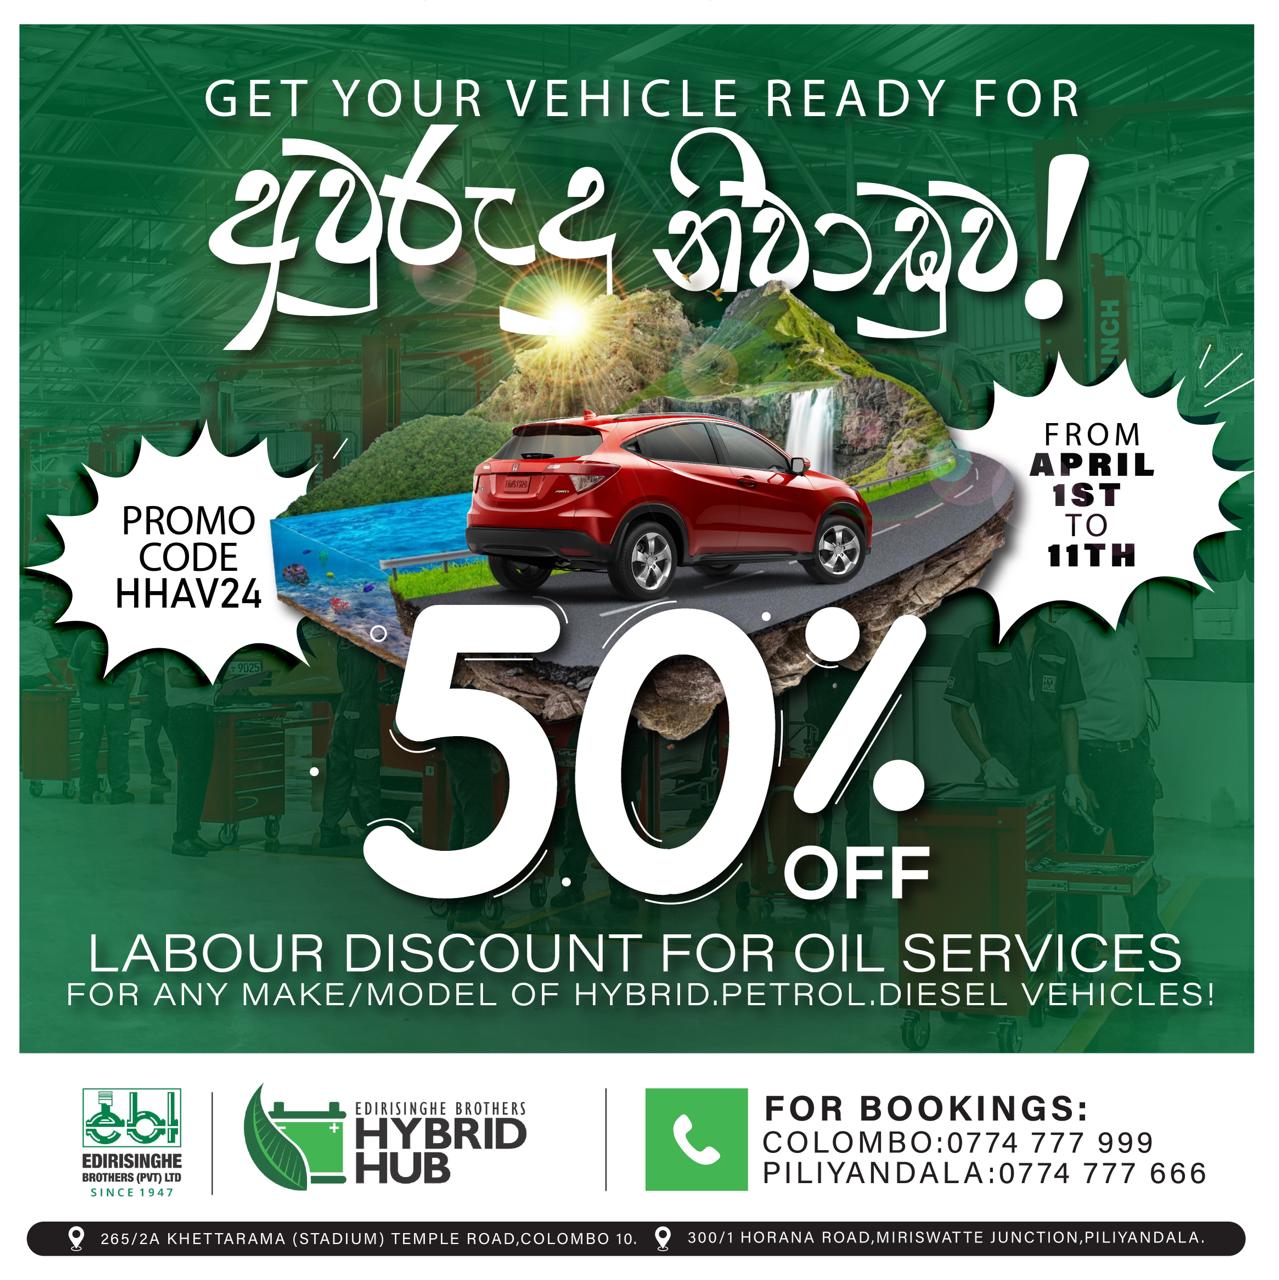 GET YOUR VEHICLE READY FOR
අවුරුදු නිවාඩුව!
PROMO
CODE
HHAV24
FROM
APRIL
1ST
TO
11TH
50%
OFF
LABOUR DISCOUNT FOR OIL SERVICES
FOR ANY MAKE/MODEL OF HYBRID.PETROL.DIESEL VEHICLES!
ebl
EDIRISINGHE
BROTHERS (PVT) LTD
SINCE 1947
EDIRISINGHE BROTHERS
HYBRID
HUB
FOR BOOKINGS:
COLOMBO:0774 777 999
PILIYANDALA:0774 777 666
265/2A KHETTARAMA (STADIUM) TEMPLE ROAD,COLOMBO 10.
300/1 HORANA ROAD,MIRISWATTE JUNCTION,PILIYANDALA.